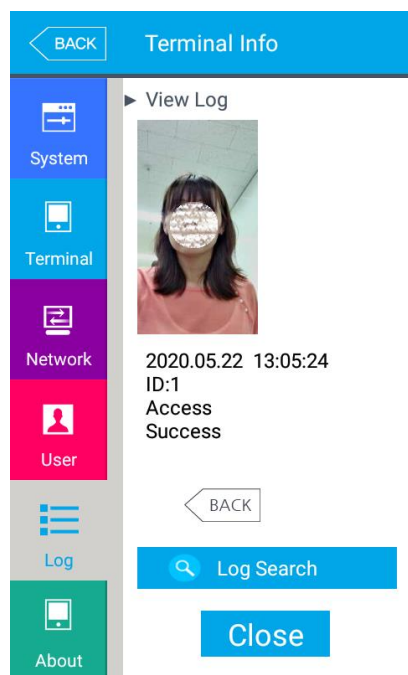 BACK
Terminal Info
System
Terminal
Network
User
Log
About
View Log
2020.05.22 13:05:24
ID:1
Access
Success
BACK
Log Search
Close